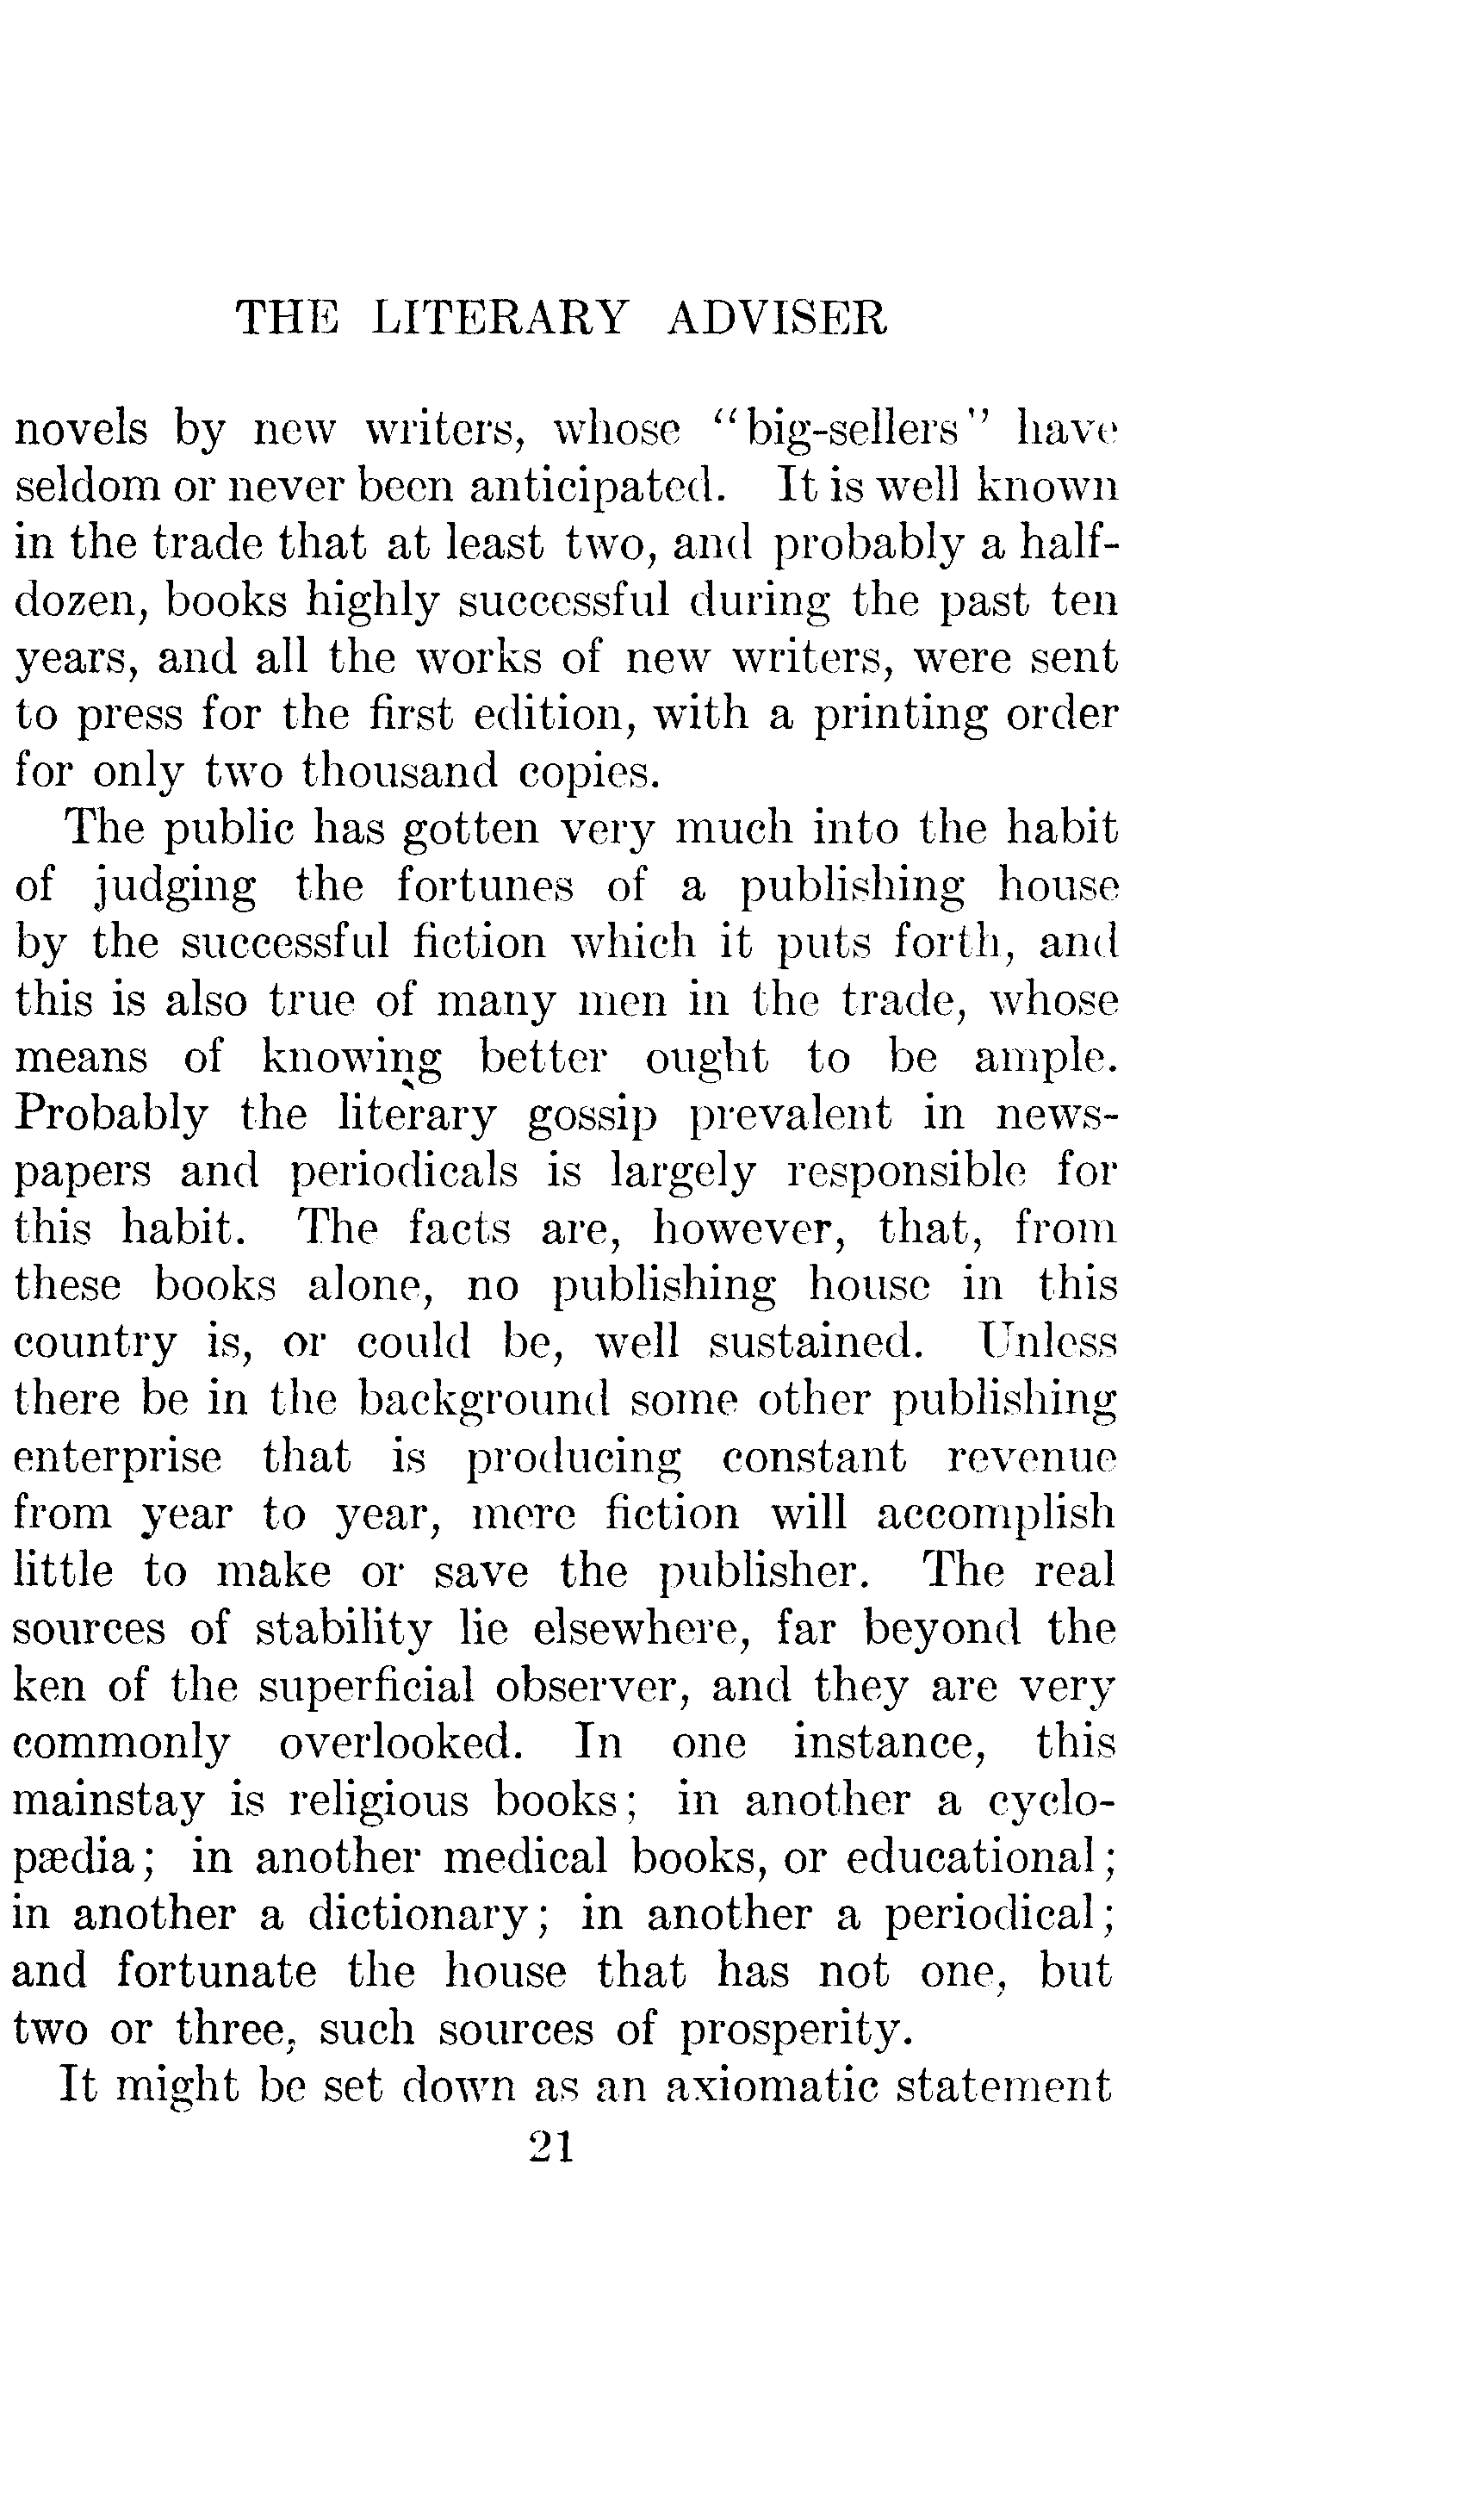 THE LITERARY ADVISER
novels by new writers, whose "big-sellers" have
seldom or never been anticipated. It is well known
in the trade that at least two, and probably a half-
dozen, books highly successful during the past ten
years, and all the works of new writers, were sent
to press for the first edition, with a printing order
for only two thousand copies.
The public has gotten very much into the habit
of judging the fortunes of a publishing house
by the successful fiction which it puts forth, and
this is also true of many men in the trade, whose
means of knowing better ought to be ample.
Probably the literary gossip prevalent in news-
papers and periodicals is largely responsible for
this habit. The facts are, however, that, from
these books alone, no publishing house in this
country is, or could be, well sustained. Unless
there be in the background some other publishing
enterprise that is producing constant revenue
from year to year, mere fiction will accomplish
little to make or save the publisher. The real
sources of stability lie elsewhere, far beyond the
ken of the superficial observer, and they are very
commonly overlooked. In one instance, this
mainstay is religious books; in another a cyclo-
pædia; in another medical books, or educational;
in another a dictionary; in another a periodical;
and fortunate the house that has not one, but
two or three, such sources of prosperity.
It might be set down as an axiomatic statement
21